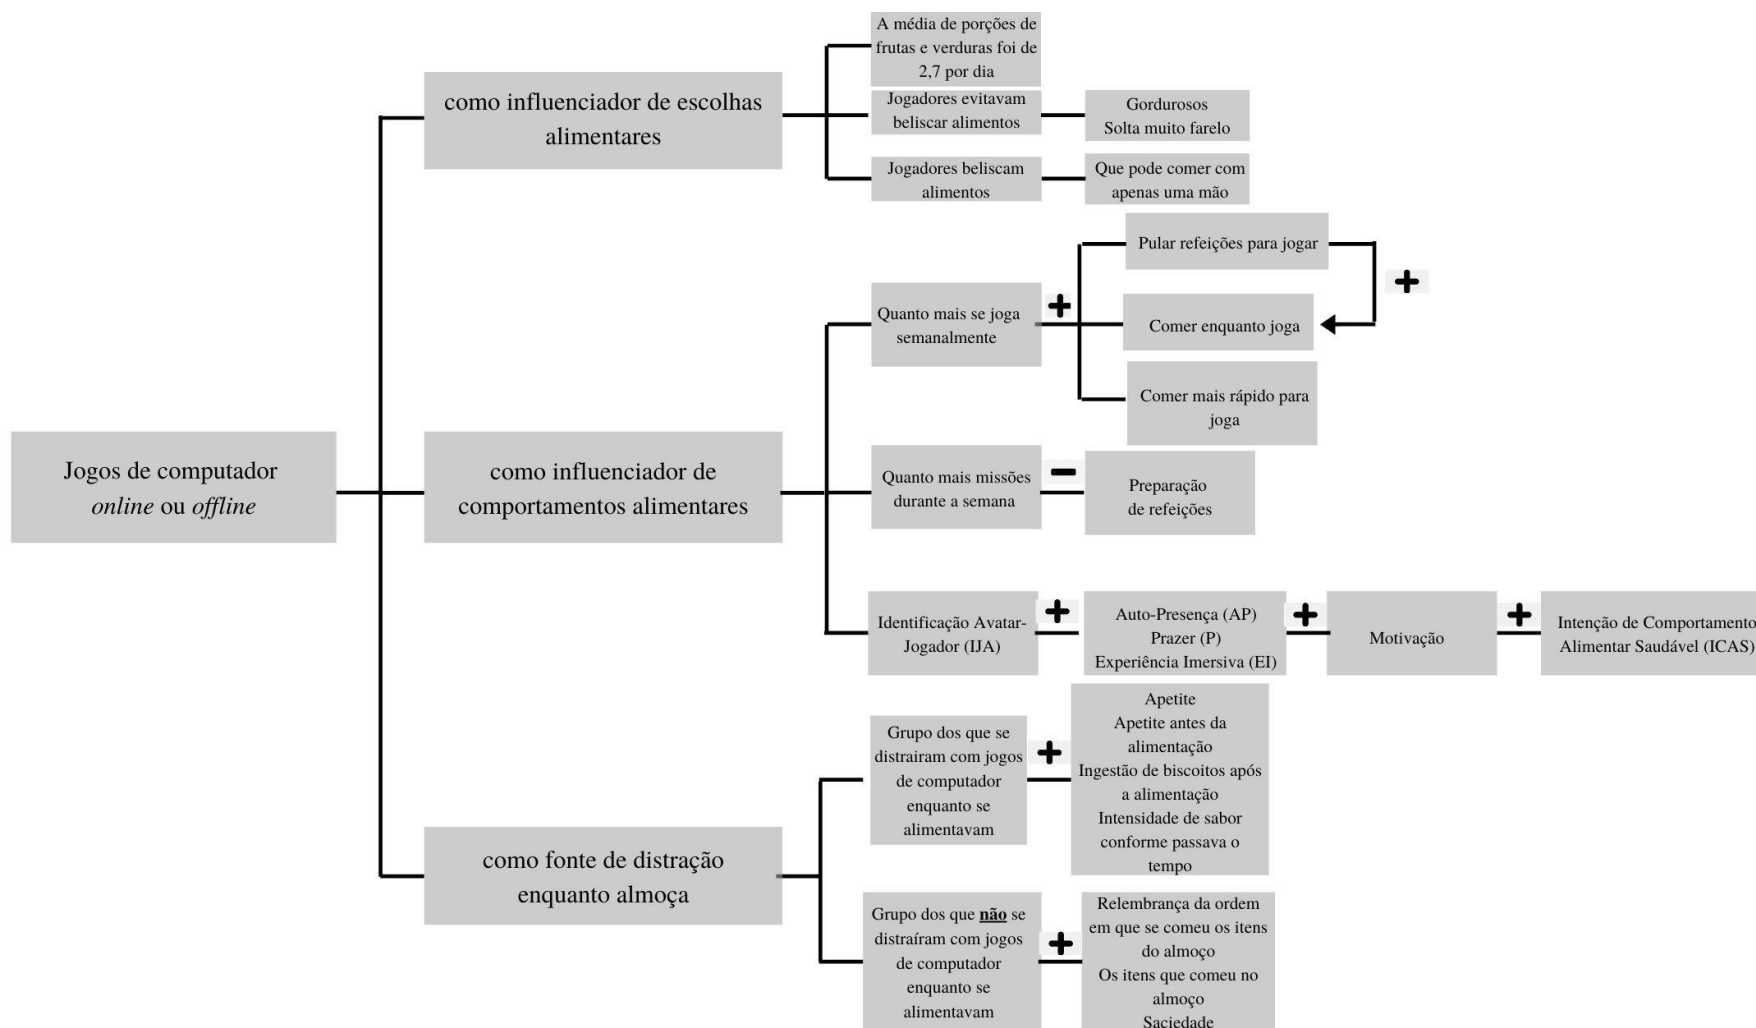 Jogos de computador
online ou offline
como influenciador de escolhas
alimentares
A média de porções de
frutas e verduras foi de
2,7 por dia
Jogadores evitavam
beliscar alimentos
Gordurosos
Solta muito farelo
Jogadores beliscam
alimentos
Que pode comer com
apenas uma mão
como influenciador de
comportamentos alimentares
Quanto mais se joga
semanalmente
+
Pular refeições para jogar
+
Comer enquanto joga
Comer mais rápido para
joga
Quanto mais missões
durante a semana
−
Preparação
de refeições
Identificação Avatar-
Jogador (IJA)
+
Auto-Presença (AP)
Prazer (P)
Experiência Imersiva (EI)
+
Motivação
+
Intenção de Comportamento
Alimentar Saudável (ICAS)
como fonte de distração
enquanto almoça
Grupo dos que se
distrairam com jogos
de computador
enquanto se
alimentavam
+
Apetite
Apetite antes da
alimentação
Ingestão de biscoitos após
a alimentação
Intensidade de sabor
conforme passava o
tempo
Grupo dos que não se
distraíram com jogos
de computador
enquanto se
alimentavam
+
Relembrança da ordem
em que se comeu os itens
do almoço
Os itens que comeu no
almoço
Saciedade